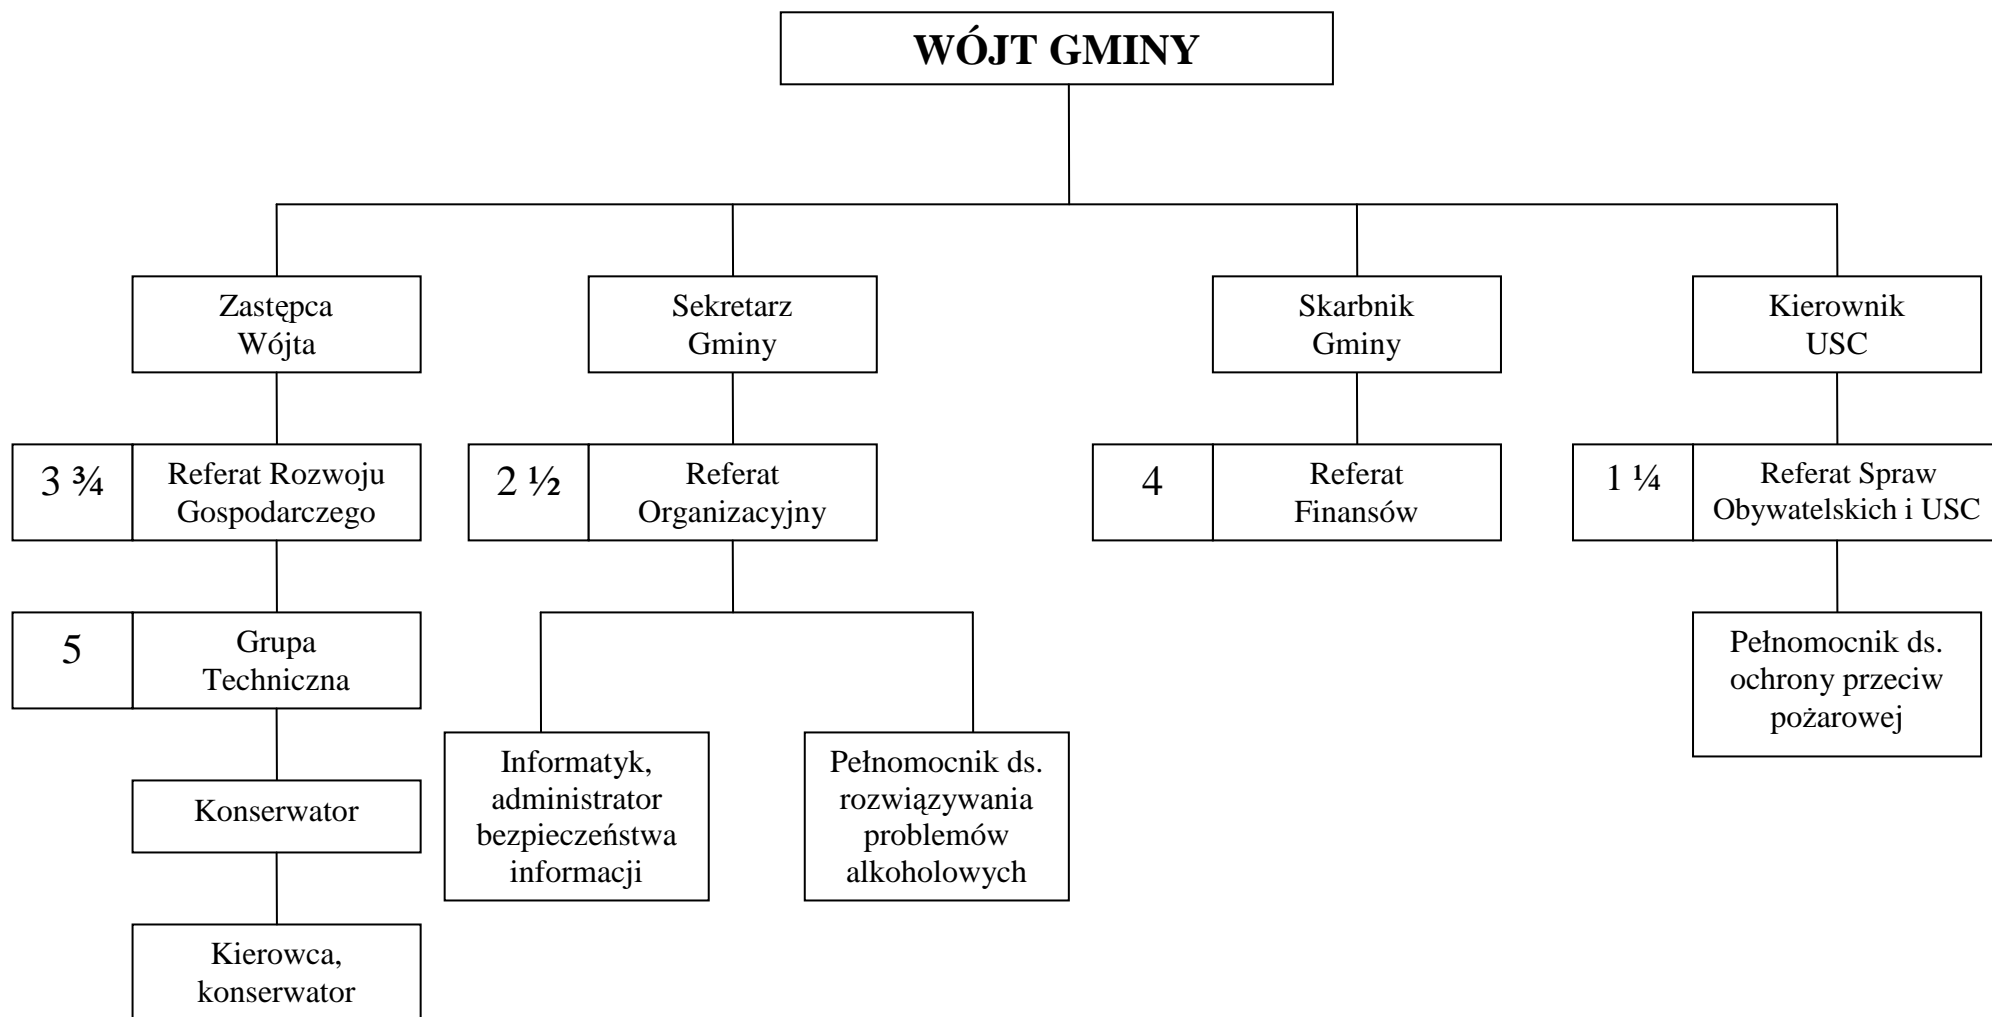 WÓJT GMINY
Zastępca
Wójta
Sekretarz
Gminy
Skarbnik
Gminy
Kierownik
USC
3 ¾
Referat Rozwoju
Gospodarczego
2 ½
Referat
Organizacyjny
4
Referat
Finansów
1 ¼
Referat Spraw
Obywatelskich i USC
5
Grupa
Techniczna
Pełnomocnik ds.
ochrony przeciw
pożarowej
Konserwator
Informatyk,
administrator
bezpieczeństwa
informacji
Pełnomocnik ds.
rozwiązywania
problemów
alkoholowych
Kierowca,
konserwator